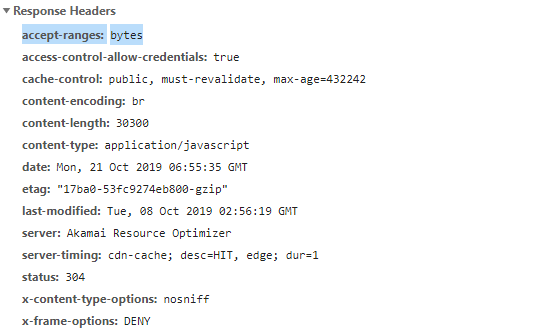 Response Headers
accept-ranges: bytes
access-control-allow-credentials: true
cache-control: public, must-revalidate, max-age=432242
content-encoding: br
content-length: 30300
content-type: application/javascript
date: Mon, 21 Oct 2019 06:55:35 GMT
etag: "17ba0-53fc9274eb800-gzip"
last-modified: Tue, 08 Oct 2019 02:56:19 GMT
server: Akamai Resource Optimizer
server-timing: cdn-cache; desc=HIT, edge; dur=1
status: 304
x-content-type-options: nosniff
x-frame-options: DENY